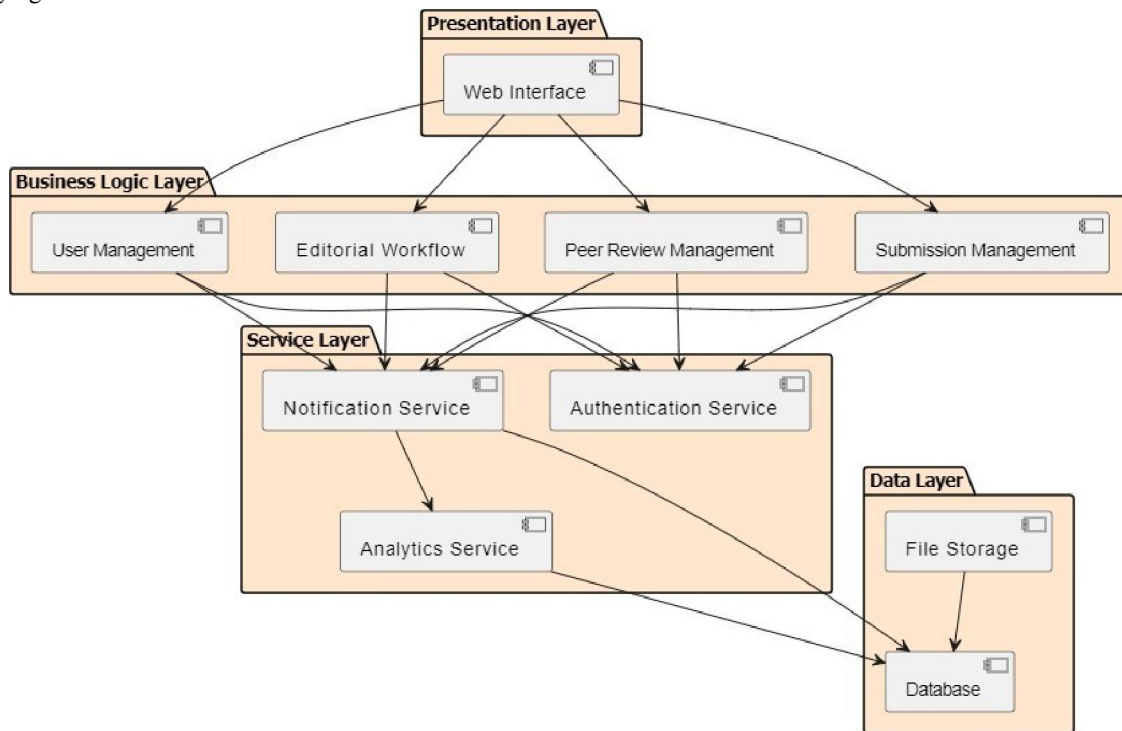 Presentation Layer
Web Interface
Business Logic Layer
User Management
Editorial Workflow
Peer Review Management
Submission Management
Service Layer
Notification Service
Authentication Service
Data Layer
Analytics Service
File Storage
Database